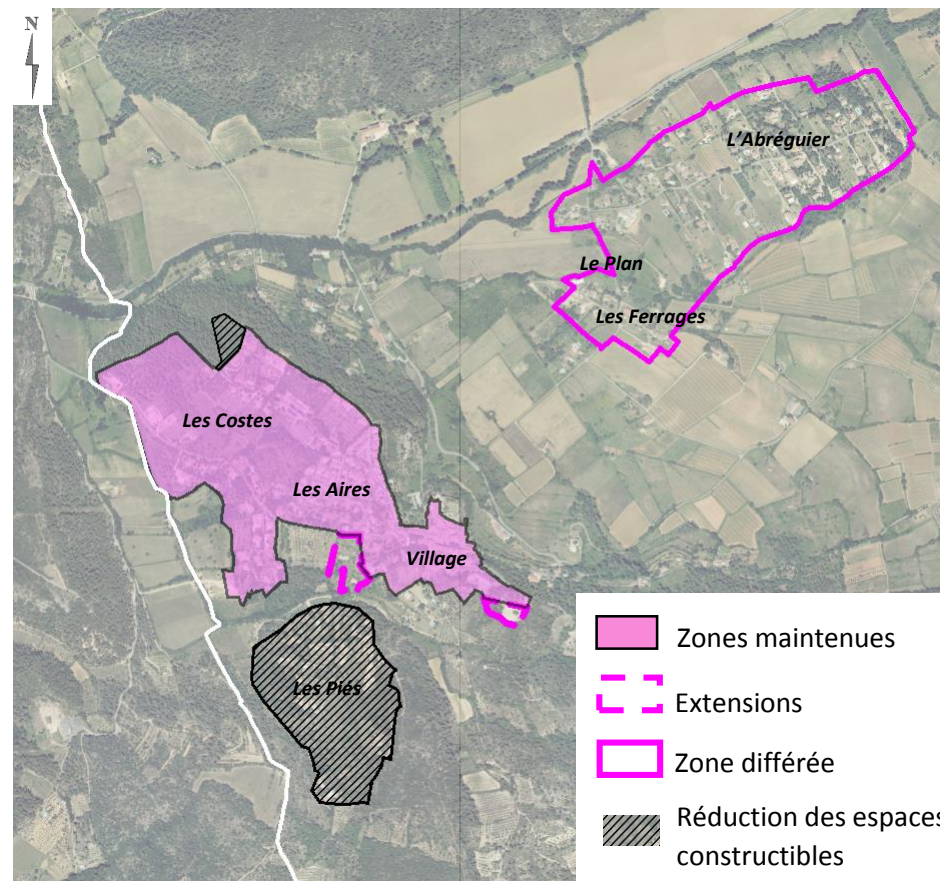 N
L'Abréguier
Le Plan
Les Ferrages
Les Costes
Les Aires
Village
Les Piés
Zones maintenues
Extensions
Zone différée
Réduction des espaces
constructibles